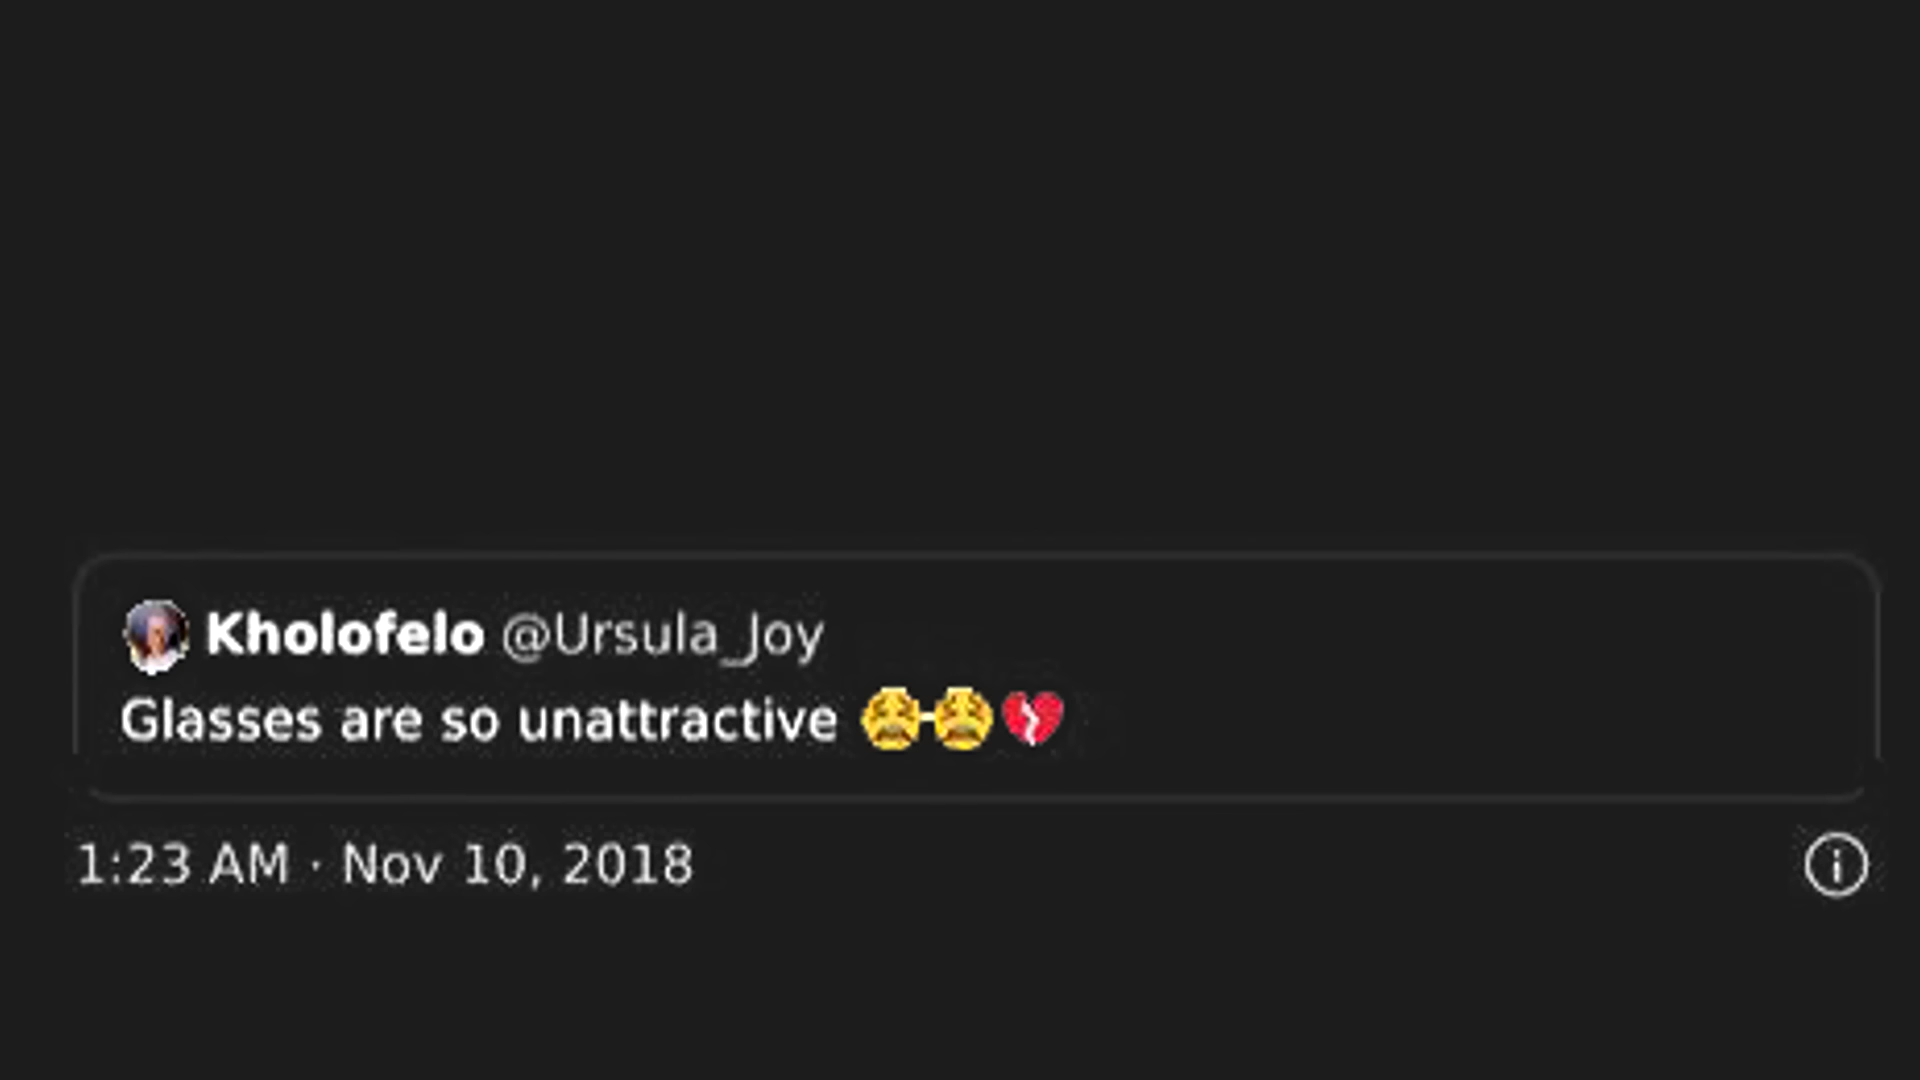 Kholofelo @Ursula_Joy
Glasses are so unattractive 😫-😫💔
1:23 AM · Nov 10, 2018